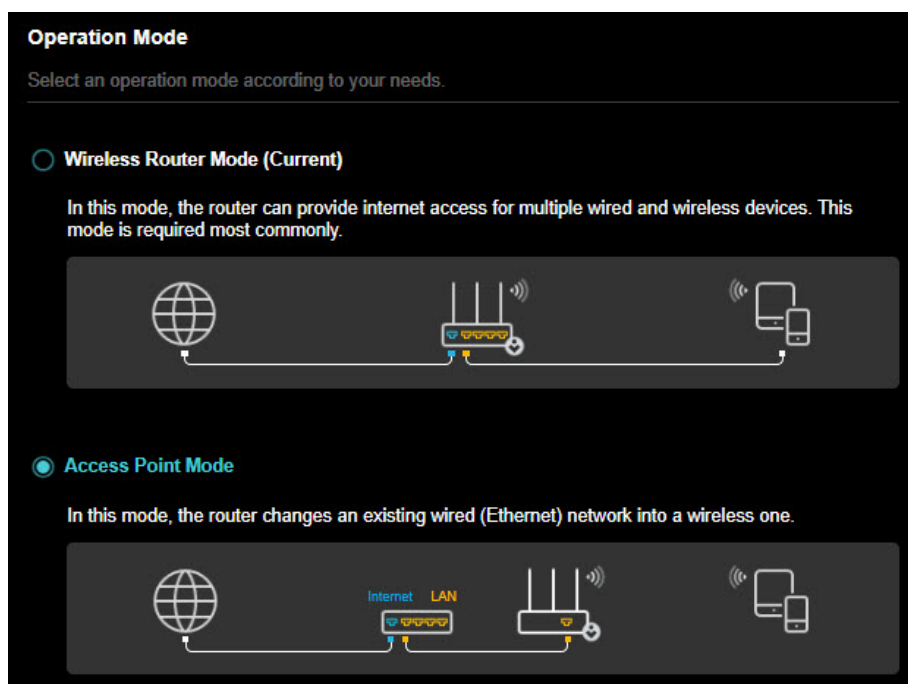 Operation Mode
Select an operation mode according to your needs.
Wireless Router Mode (Current)
In this mode, the router can provide internet access for multiple wired and wireless devices. This
mode is required most commonly.
Access Point Mode
In this mode, the router changes an existing wired (Ethernet) network into a wireless one.
Internet LAN